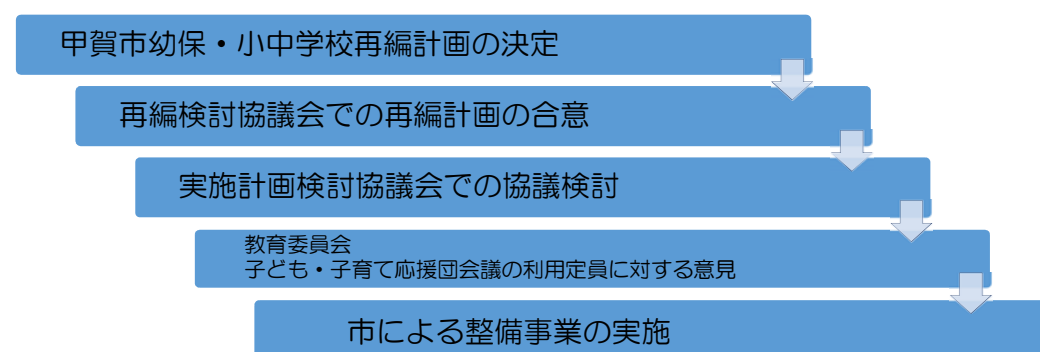 甲賀市幼保・小中学校再編計画の決定
再編検討協議会での再編計画の合意
実施計画検討協議会での協議検討
教育委員会
子ども・子育て応援団会議の利用定員に対する意見
市による整備事業の実施